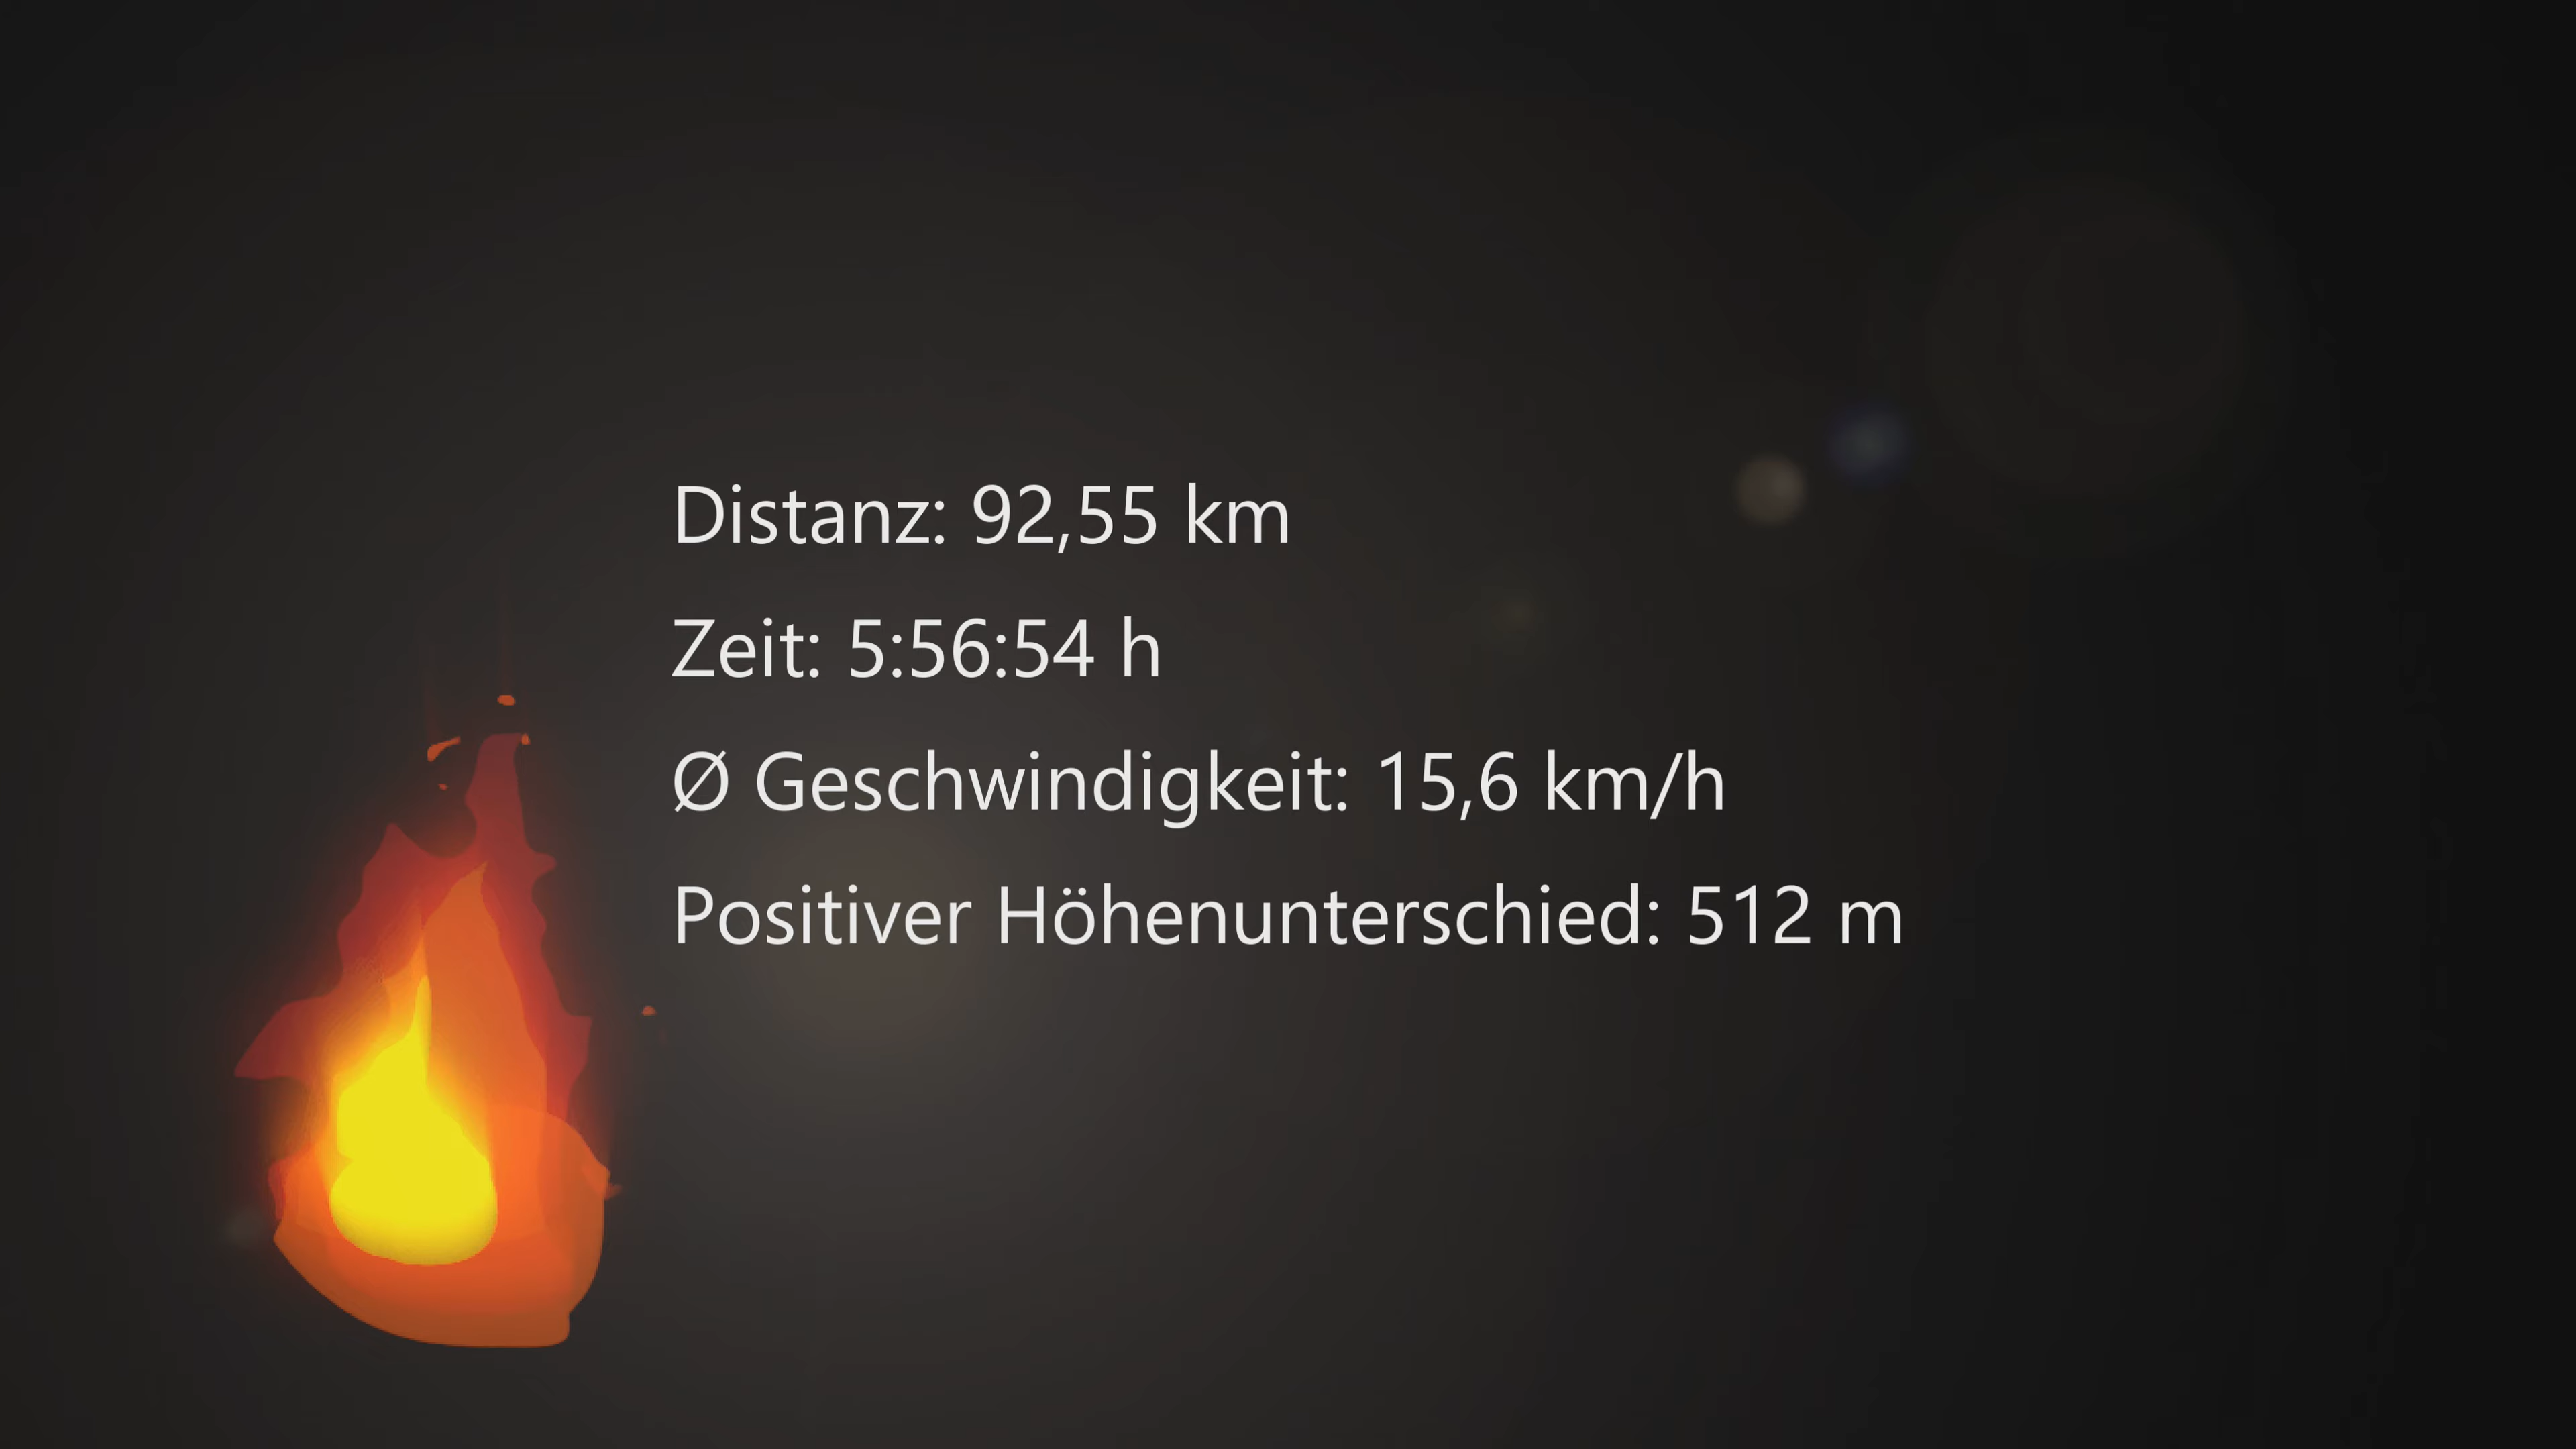 Distanz: 92,55 km
Zeit: 5:56:54 h
Ø Geschwindigkeit: 15,6 km/h
Positiver Höhenunterschied: 512 m